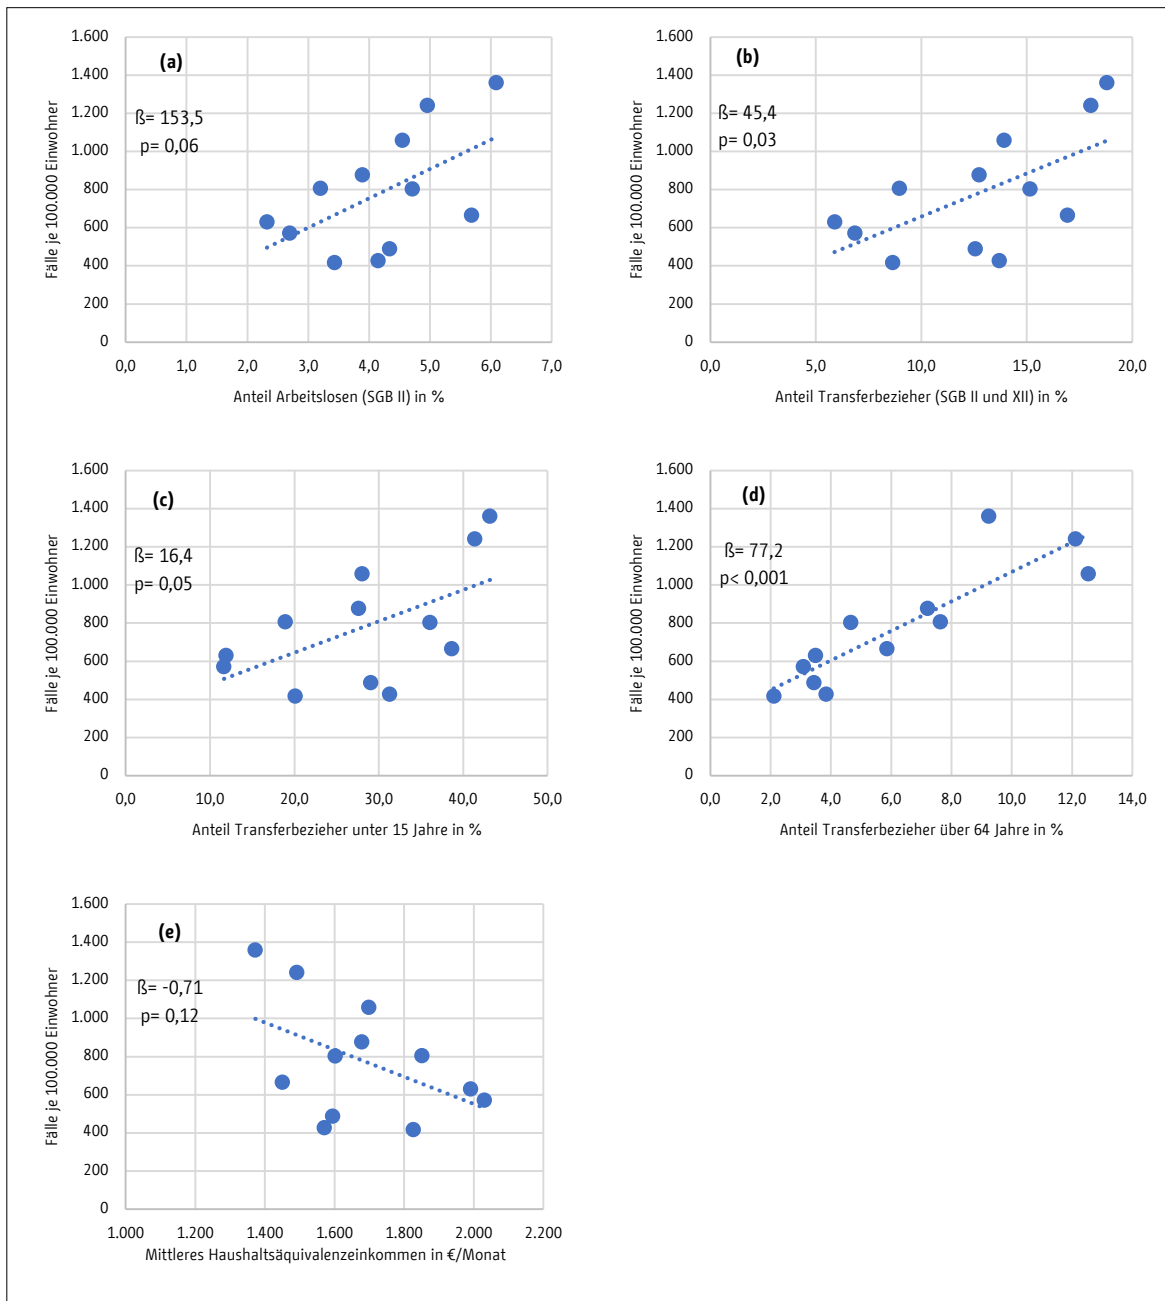 (a)
ß= 153,5
p= 0,06
Fälle je 100.000 Einwohner
1.600
1.400
1.200
1.000
800
600
400
200
0
0,0 1,0 2,0 3,0 4,0 5,0 6,0 7,0
Anteil Arbeitslosen (SGB II) in %
(b)
ß= 45,4
p= 0,03
Fälle je 100.000 Einwohner
1.600
1.400
1.200
1.000
800
600
400
200
0
0,0 5,0 10,0 15,0 20,0
Anteil Transferbezieher (SGB II und XII) in %
(c)
ß= 16,4
p= 0,05
Fälle je 100.000 Einwohner
1.600
1.400
1.200
1.000
800
600
400
200
0
0,0 10,0 20,0 30,0 40,0 50,0
Anteil Transferbezieher unter 15 Jahre in %
(d)
ß= 77,2
p< 0,001
Fälle je 100.000 Einwohner
1.600
1.400
1.200
1.000
800
600
400
200
0
0,0 2,0 4,0 6,0 8,0 10,0 12,0 14,0
Anteil Transferbezieher über 64 Jahre in %
(e)
ß= -0,71
p= 0,12
Fälle je 100.000 Einwohner
1.600
1.400
1.200
1.000
800
600
400
200
0
1.000 1.200 1.400 1.600 1.800 2.000 2.200
Mittleres Haushaltsäquivalenzeinkommen in €/Monat